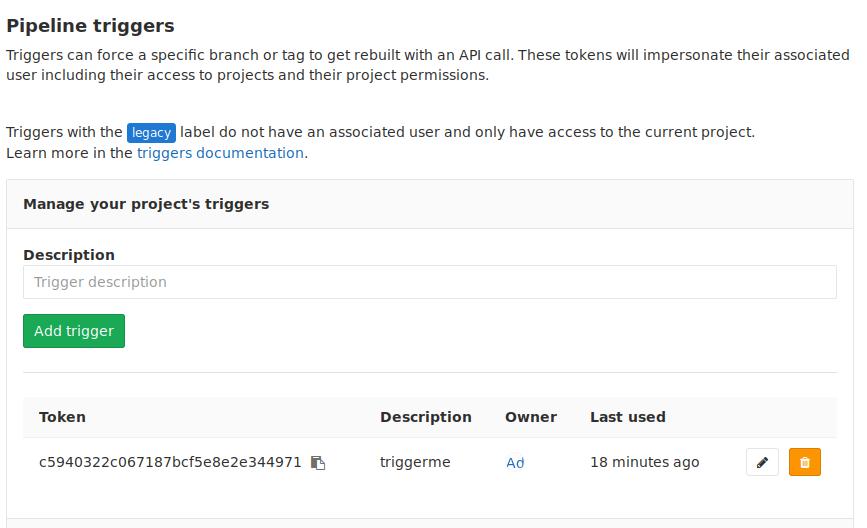 Pipeline triggers
Triggers can force a specific branch or tag to get rebuilt with an API call. These tokens will impersonate their associated
user including their access to projects and their project permissions.
Triggers with the legacy label do not have an associated user and only have access to the current project.
Learn more in the triggers documentation.
Manage your project's triggers
Description
Trigger description
Add trigger
Token Description Owner Last used
c5940322c067187bcf5e8e2e344971 triggerme Ad 18 minutes ago